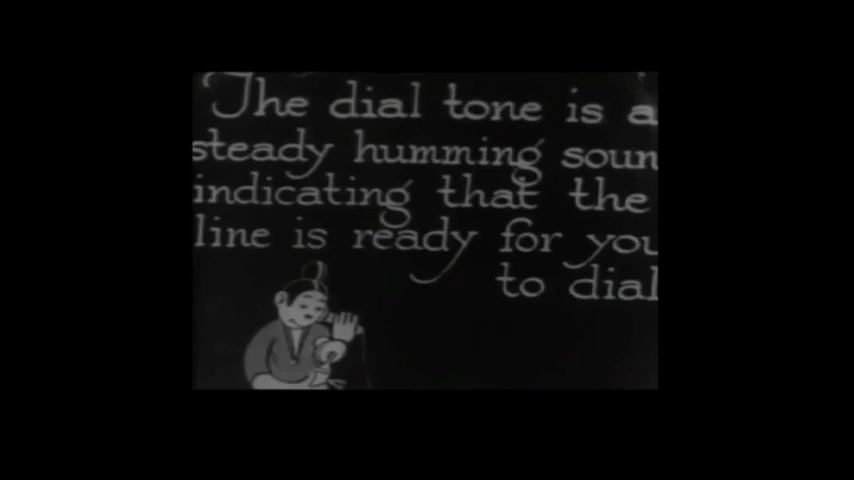 The dial tone is a
steady humming soun
indicating that the
line is ready for you
to dial